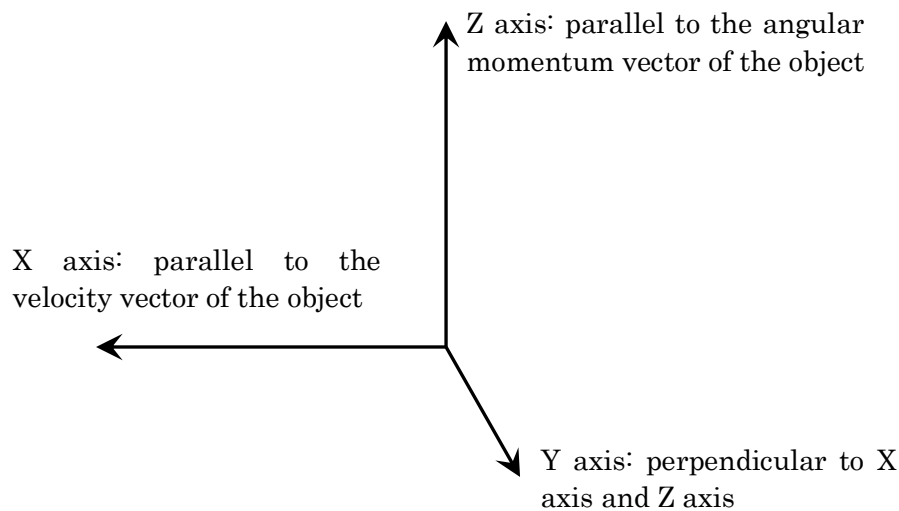 Z axis: parallel to the angular
momentum vector of the object
X axis: parallel to the
velocity vector of the object
Y axis: perpendicular to X
axis and Z axis